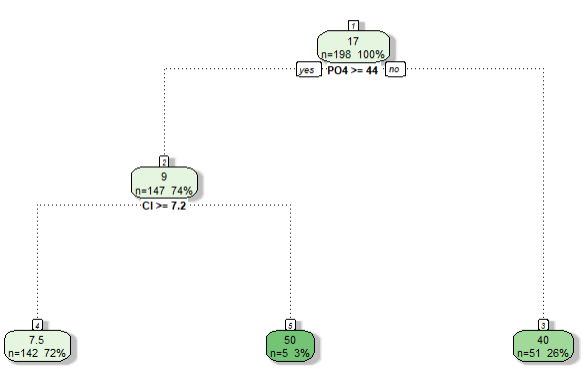 1
17
n=198 100%
yes PO4 >= 44 no
2
9
n=147 74%
Cl >= 7.2
4
5
3
7.5
n=142 72%
50
n=5 3%
40
n=51 26%